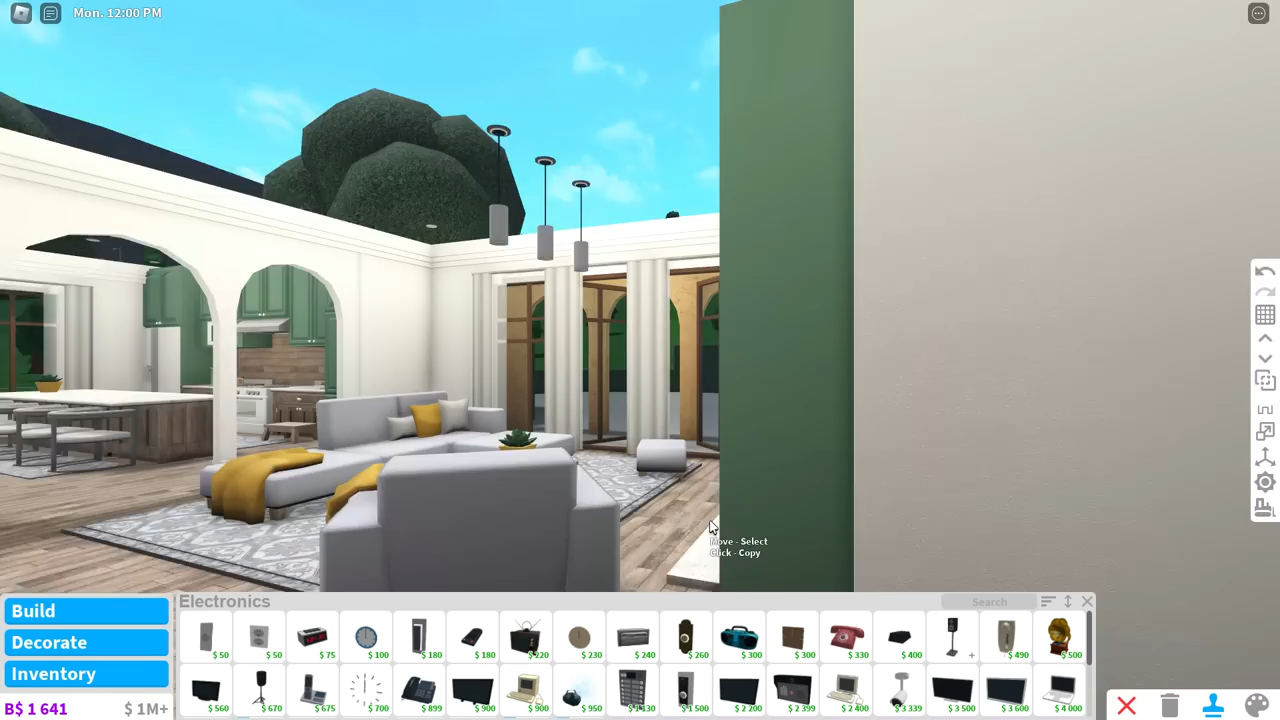 Mon. 12:00 PM
Move - Select
Click - Copy
Build
Decorate
Inventory
B$ 1 641
$ 1M+
Electronics
Search
$ 50
$ 50
$ 75
$ 100
$ 180
$ 180
$ 220
$ 230
$ 240
$ 260
$ 300
$ 300
$ 330
$ 400
+
$ 490
$ 500
$ 560
$ 670
$ 675
$ 700
$ 899
$ 900
$ 900
$ 950
$ 1 130
$ 1 500
$ 2 200
$ 2 399
$ 2 400
$ 3 339
$ 3 500
$ 3 600
$ 4 000